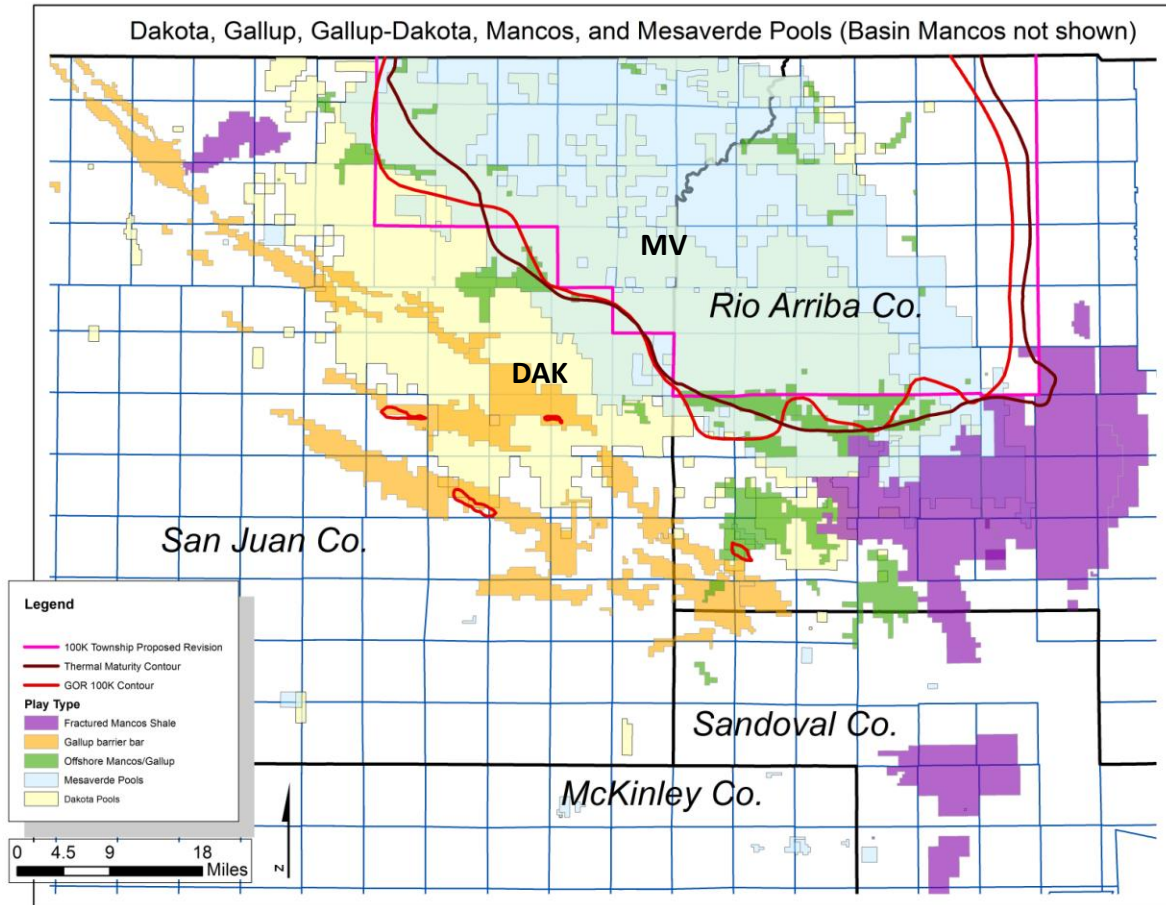 Dakota, Gallup, Gallup-Dakota, Mancos, and Mesaverde Pools (Basin Mancos not shown)
MV
Rio Arriba Co.
DAK
San Juan Co.
Sandoval Co.
McKinley Co.
Legend
100K Township Proposed Revision
Thermal Maturity Contour
GOR 100K Contour
Play Type
Fractured Mancos Shale
Gallup barrier bar
Offshore Mancos/Gallup
Mesaverde Pools
Dakota Pools
0 4.5 9 18
Miles
N